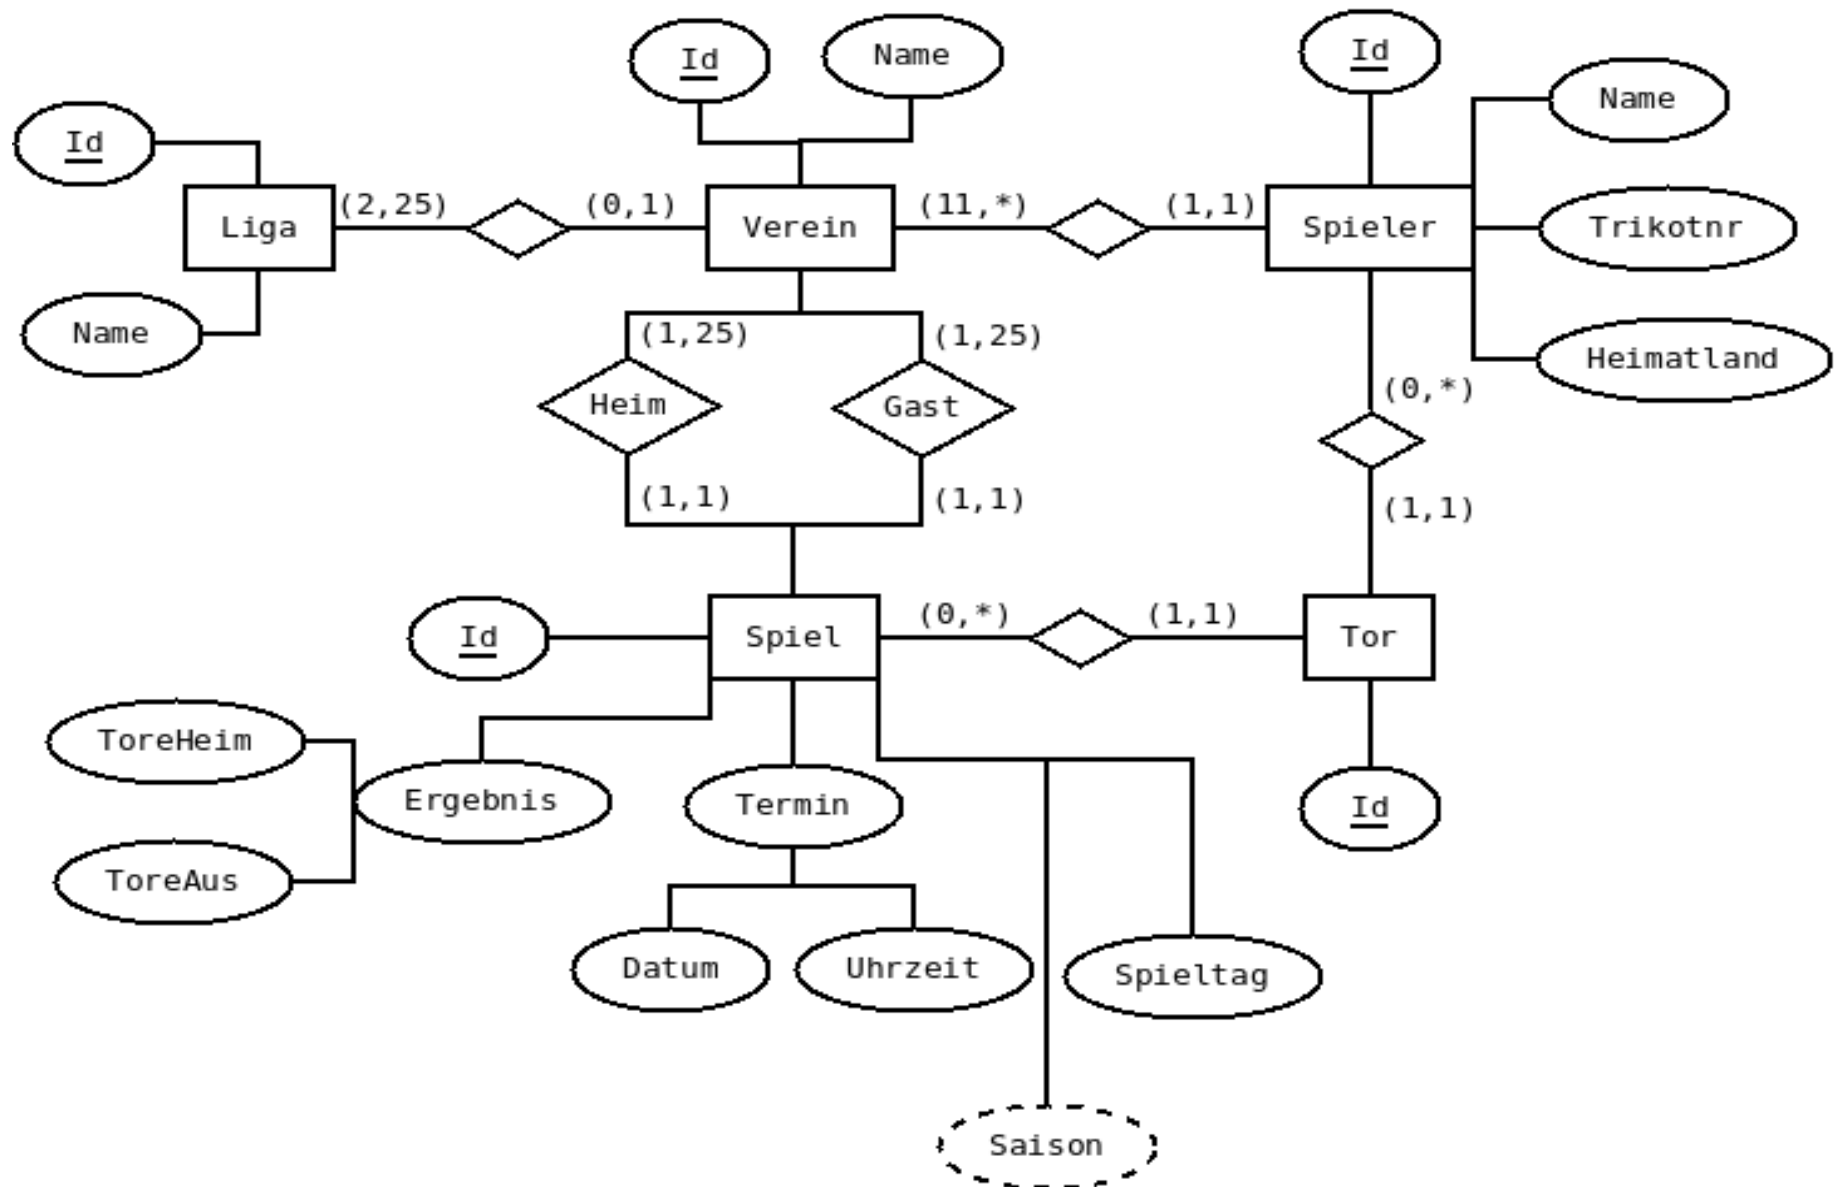 Id
Name
Id
Name
Id
Liga
(2,25)
(0,1)
Verein
(11,*)
(1,1)
Spieler
Trikotnr
Name
(1,25)
(1,25)
Heimatland
Heim
Gast
(0,*)
(1,1)
(1,1)
(1,1)
Id
Spiel
(0,*)
(1,1)
Tor
ToreHeim
Ergebnis
Termin
Id
ToreAus
Datum
Uhrzeit
Spieltag
Saison